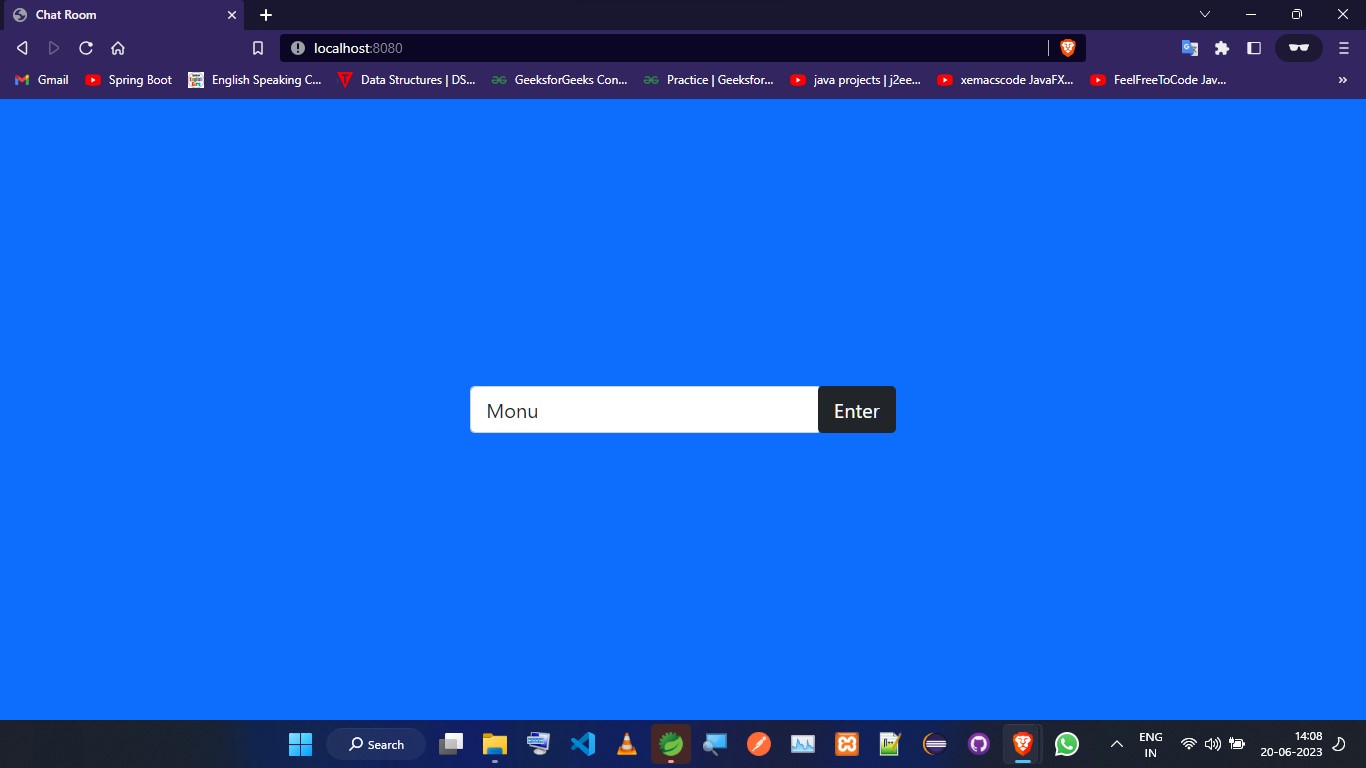 Chat Room
localhost:8080
Gmail
Spring Boot
English Speaking C...
Data Structures | DS...
GeeksforGeeks Con...
Practice | Geeksfor...
java projects | j2ee...
xemacscode JavaFX...
FeelFreeToCode Jav...
»
Monu
Enter
Search
ENG
IN
14:08
20-06-2023